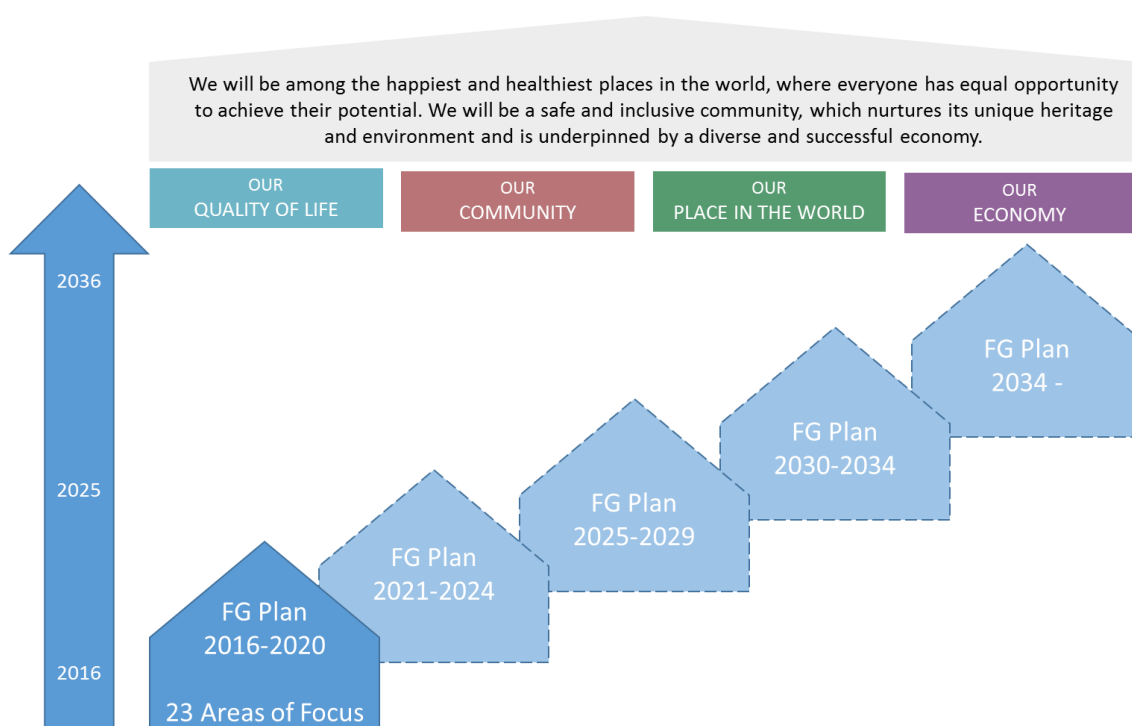 We will be among the happiest and healthiest places in the world, where everyone has equal opportunity
to achieve their potential. We will be a safe and inclusive community, which nurtures its unique heritage
and environment and is underpinned by a diverse and successful economy.
OUR
QUALITY OF LIFE
OUR
COMMUNITY
OUR
PLACE IN THE WORLD
OUR
ECONOMY
2036
2025
2016
FG Plan
2034 -
FG Plan
2030-2034
FG Plan
2025-2029
FG Plan
2021-2024
FG Plan
2016-2020
23 Areas of Focus